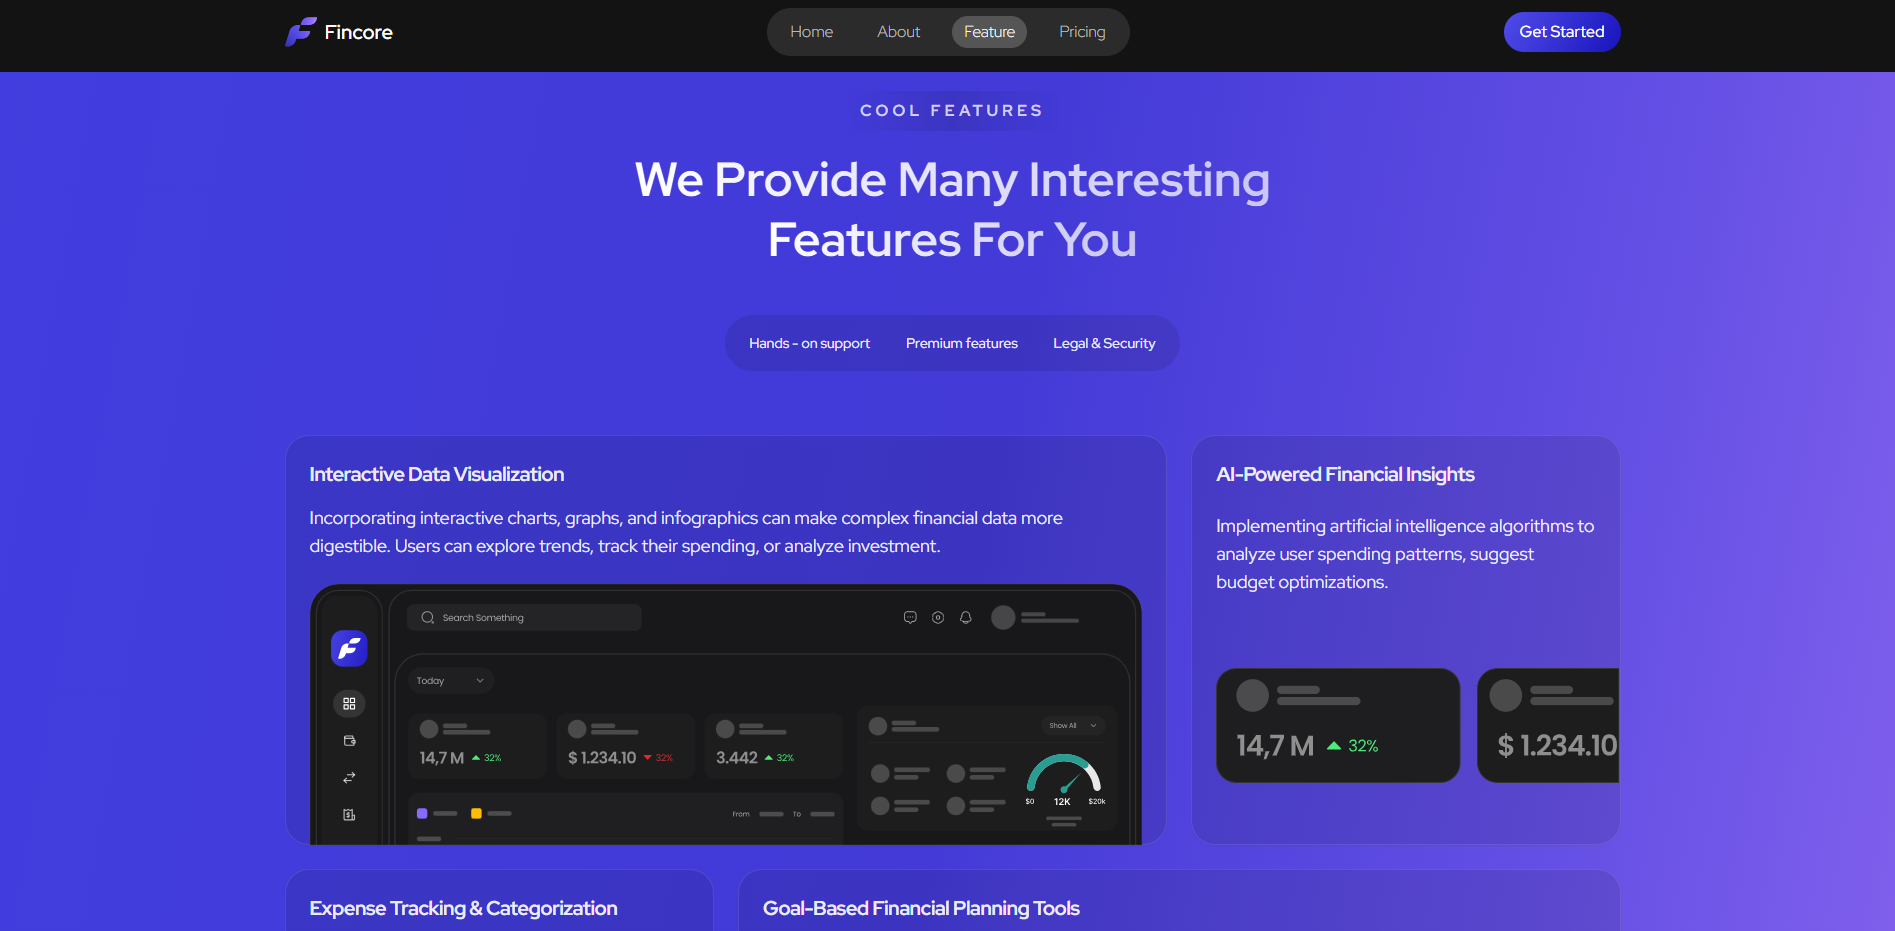 Fincore
Home
About
Feature
Pricing
Get Started
COOL FEATURES
We Provide Many Interesting
Features For You
Hands - on support
Premium features
Legal & Security
Interactive Data Visualization
Incorporating interactive charts, graphs, and infographics can make complex financial data more
digestible. Users can explore trends, track their spending, or analyze investment.
Search Something
Today
14,7 M 32%
$ 1.234.10 32%
3.442 32%
Show All
$0 12K $20k
From To
AI-Powered Financial Insights
Implementing artificial intelligence algorithms to
analyze user spending patterns, suggest
budget optimizations.
14,7 M 32%
$ 1.234.10
Expense Tracking & Categorization
Goal-Based Financial Planning Tools